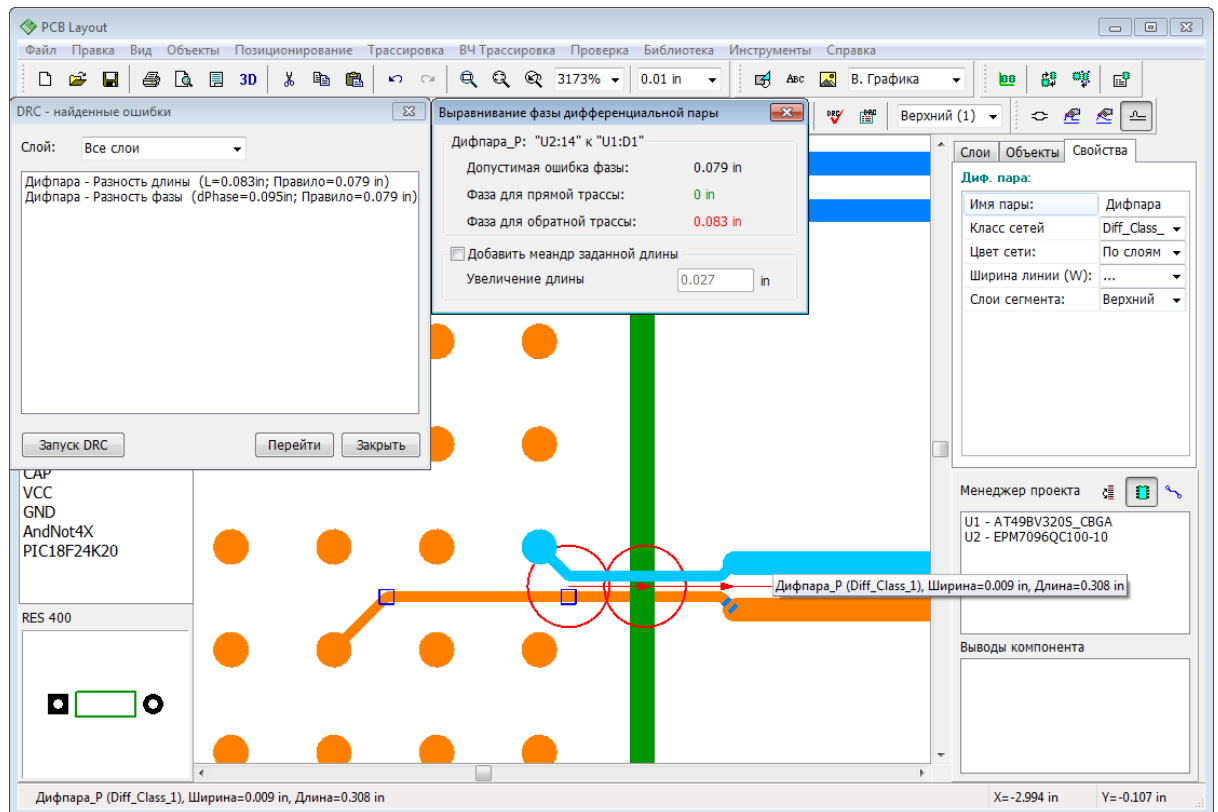 PCB Layout
Файл Правка Вид Объекты Позиционирование Трассировка ВЧ Трассировка Проверка Библиотека Инструменты Справка
3D 3173% 0.01 in ABC В. Графика
DRC - найденные ошибки
Слой: Все слои
Дифпара - Разность длины (L=0.083in; Правило=0.079 in)
Дифпара - Разность фазы (dPhase=0.095in; Правило=0.079 in)
Запуск DRC Перейти Закрыть
Выравнивание фазы дифференциальной пары
Дифпара_P: "U2:14" к "U1:D1"
Допустимая ошибка фазы: 0.079 in
Фаза для прямой трассы: 0 in
Фаза для обратной трассы: 0.083 in
Добавить меандр заданной длины
Увеличение длины 0.027 in
DRC DRC Верхний (1)
Слои Объекты Свойства
Диф. пара:
Имя пары: Дифпара
Класс сетей Diff_Class_
Цвет сети: По слоям
Ширина линии (W): ...
Слои сегмента: Верхний
CAP
VCC
GND
AndNot4X
PIC18F24K20
RES 400
Менеджер проекта
U1 - AT49BV320S_CBGA
U2 - EPM7096QC100-10
Дифпара_P (Diff_Class_1), Ширина=0.009 in, Длина=0.308 in
Выводы компонента
Дифпара_P (Diff_Class_1), Ширина=0.009 in, Длина=0.308 in
X=-2.994 in Y=-0.107 in